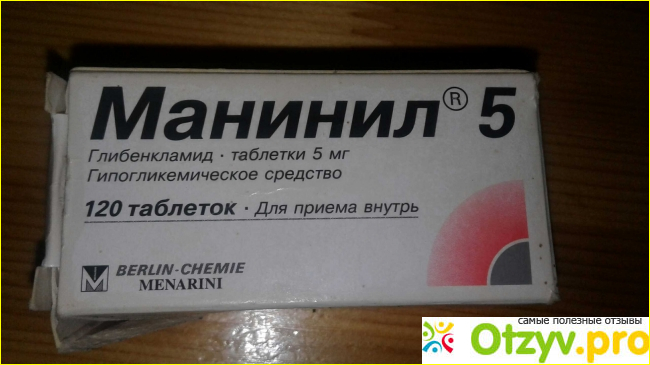 Манинил® 5
Глибенкламид · таблетки 5 мг
Гипогликемическое средство
120 таблеток · Для приема внутрь
BERLIN-CHEMIE
MENARINI
самые полезные отзывы
Otzyv.pro